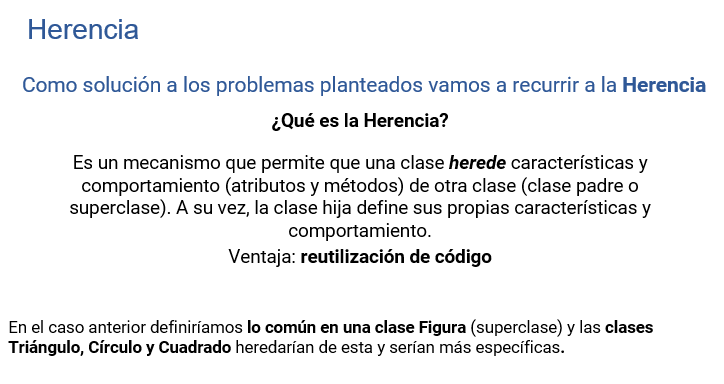 Herencia
Como solución a los problemas planteados vamos a recurrir a la Herencia
¿Qué es la Herencia?
Es un mecanismo que permite que una clase herede características y
comportamiento (atributos y métodos) de otra clase (clase padre o
superclase). A su vez, la clase hija define sus propias características y
comportamiento.
Ventaja: reutilización de código
En el caso anterior definiríamos lo común en una clase Figura (superclase) y las clases
Triángulo, Círculo y Cuadrado heredarían de esta y serían más específicas.